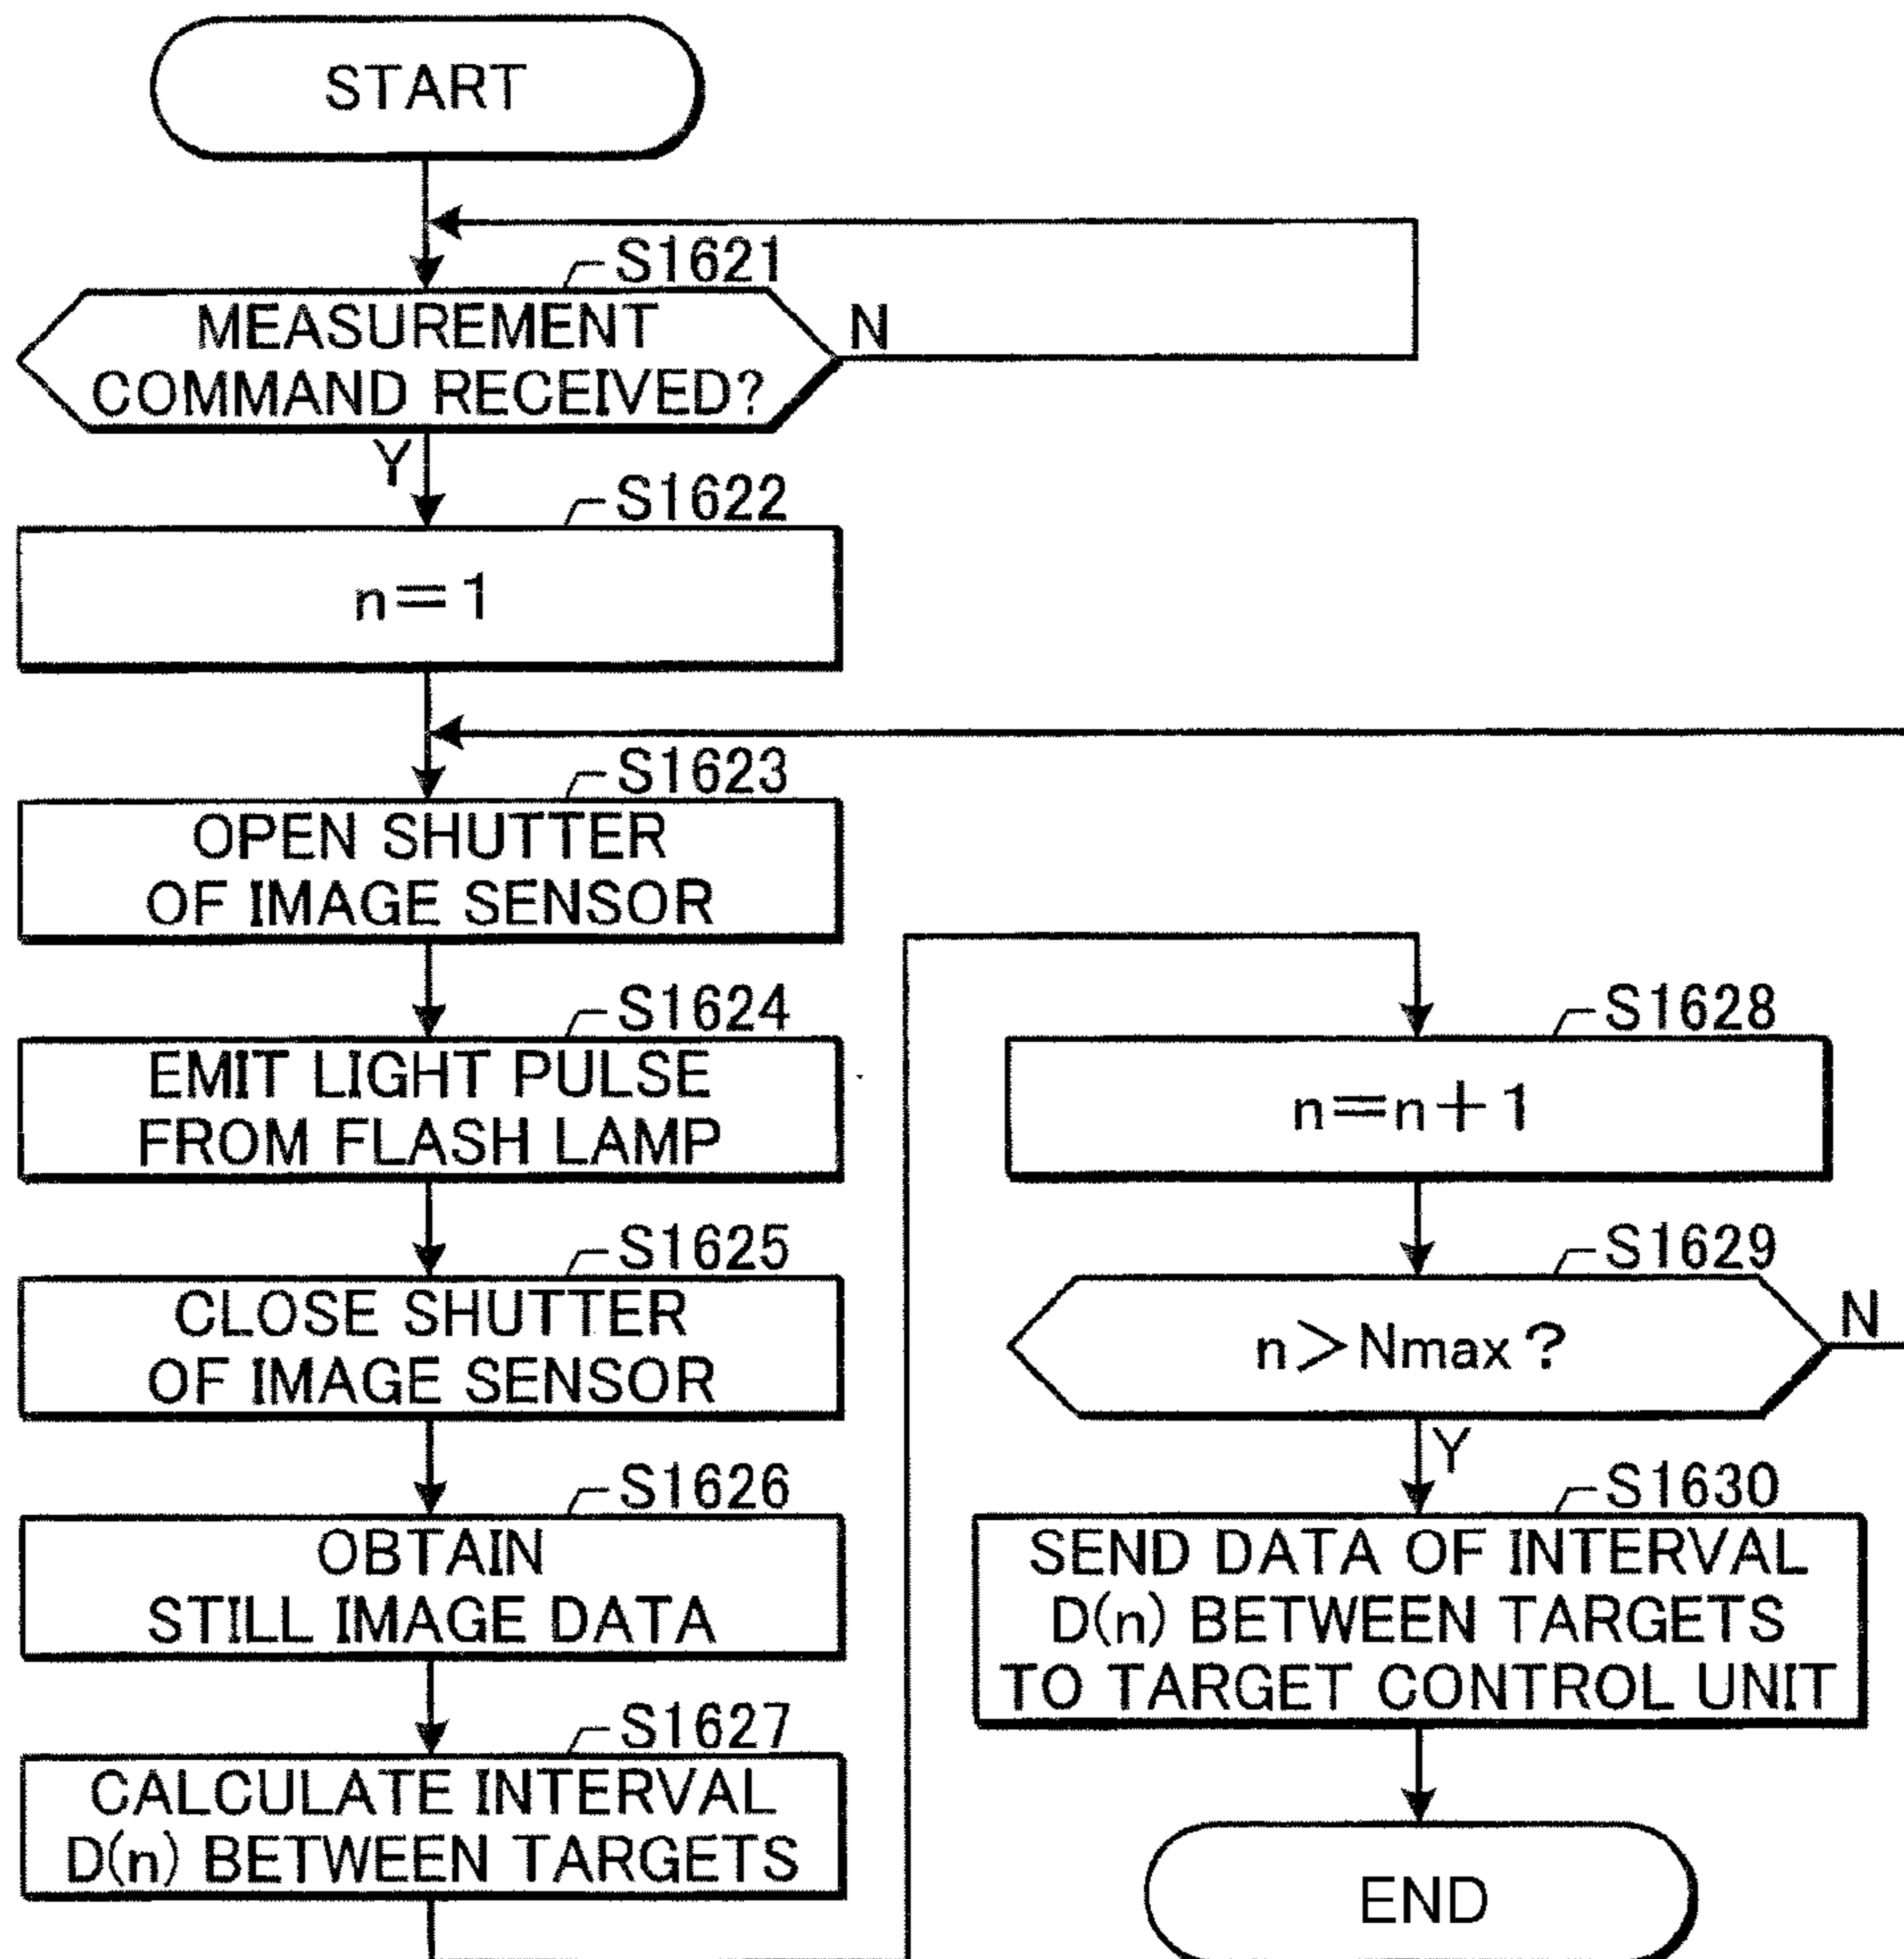 START
S1621
MEASUREMENT
COMMAND RECEIVED?
N
Y
S1622
n=1
S1623
OPEN SHUTTER
OF IMAGE SENSOR
S1624
EMIT LIGHT PULSE
FROM FLASH LAMP
S1625
CLOSE SHUTTER
OF IMAGE SENSOR
S1626
OBTAIN
STILL IMAGE DATA
S1627
CALCULATE INTERVAL
D(n) BETWEEN TARGETS
S1628
n=n+1
S1629
n>Nmax?
N
Y
S1630
SEND DATA OF INTERVAL
D(n) BETWEEN TARGETS
TO TARGET CONTROL UNIT
END